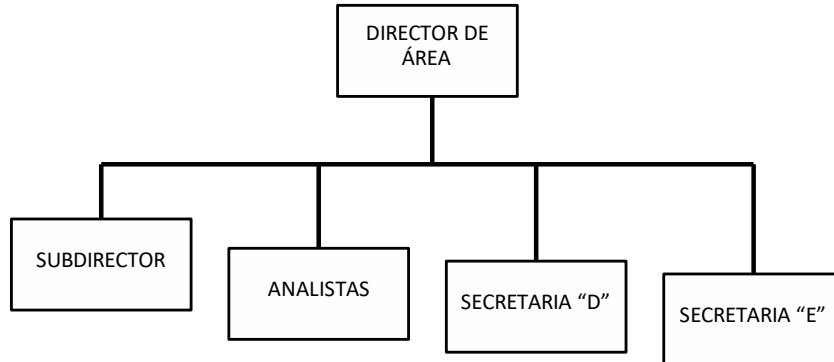 DIRECTOR DE
ÁREA
SUBDIRECTOR
ANALISTAS
SECRETARIA “D”
SECRETARIA “E”